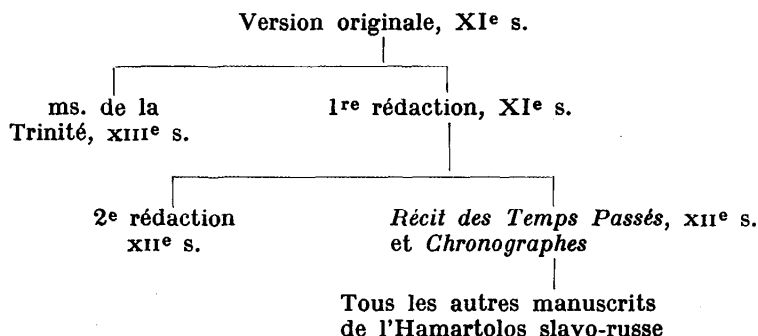 Version originale, XIe s.
ms. de la
Trinité, XIIIe s.
1re rédaction, XIe s.
2e rédaction
XIIe s.
Récit des Temps Passés, XIIe s.
et Chronographes
Tous les autres manuscrits
de l'Hamartolos slavo-russe